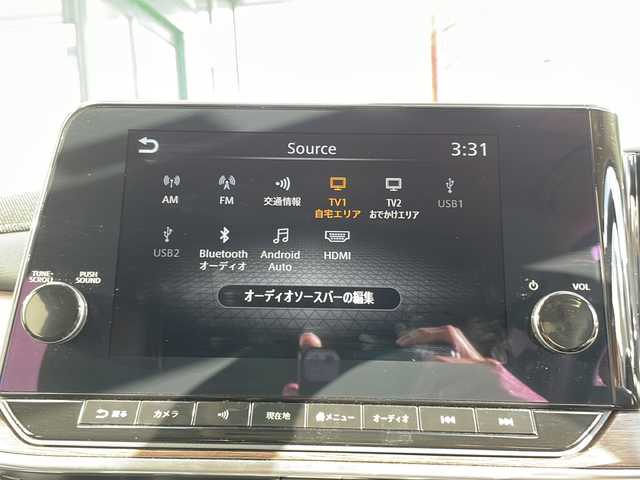 Source
3:31
AM
FM
交通情報
TV1
自宅エリア
TV2
おでかけエリア
USB1
USB2
Bluetooth
オーディオ
Android
Auto
HDMI
オーディオソースバーの編集
TUNE·
SCROLL
PUSH
SOUND
VOL
戻る
カメラ
現在地
メニュー
オーディオ